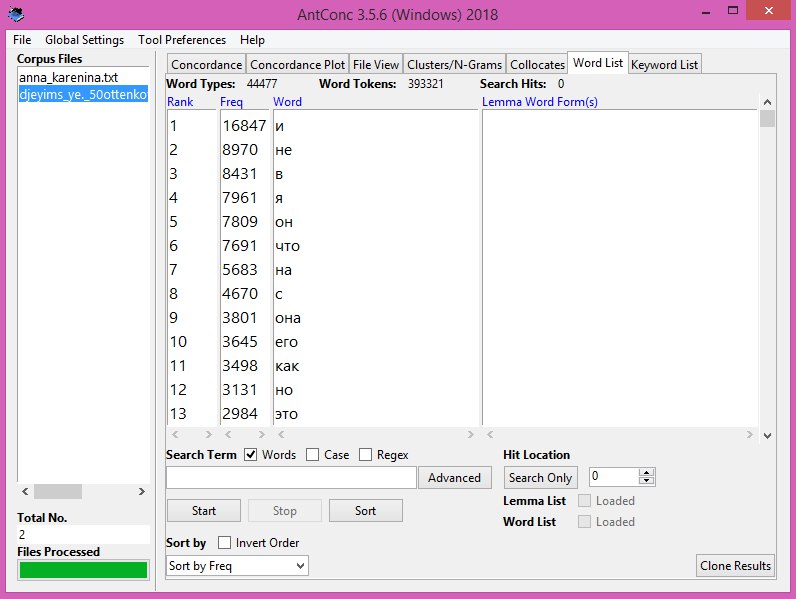 AntConc 3.5.6 (Windows) 2018
File Global Settings Tool Preferences Help
Corpus Files
anna_karenina.txt
djeyims_ye._50ottenko
Total No.
2
Files Processed
Concordance Concordance Plot File View Clusters/N-Grams Collocates Word List Keyword List
Word Types: 44477 Word Tokens: 393321 Search Hits: 0
Rank Freq Word Lemma Word Form(s)
1 16847 и
2 8970 не
3 8431 в
4 7961 я
5 7809 он
6 7691 что
7 5683 на
8 4670 с
9 3801 она
10 3645 его
11 3498 как
12 3131 но
13 2984 это
Search Term Words Case Regex Hit Location
Advanced Search Only 0
Start Stop Sort Lemma List Loaded
Word List Loaded
Sort by Invert Order
Sort by Freq Clone Results